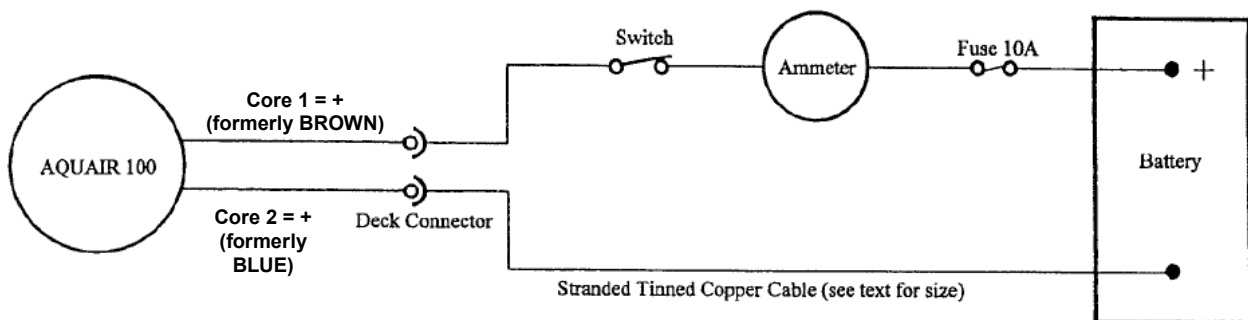 Switch
Ammeter
Fuse 10A
+
Core 1 = +
(formerly BROWN)
AQUAIR 100
Battery
Core 2 = +
(formerly
BLUE)
Deck Connector
Stranded Tinned Copper Cable (see text for size)